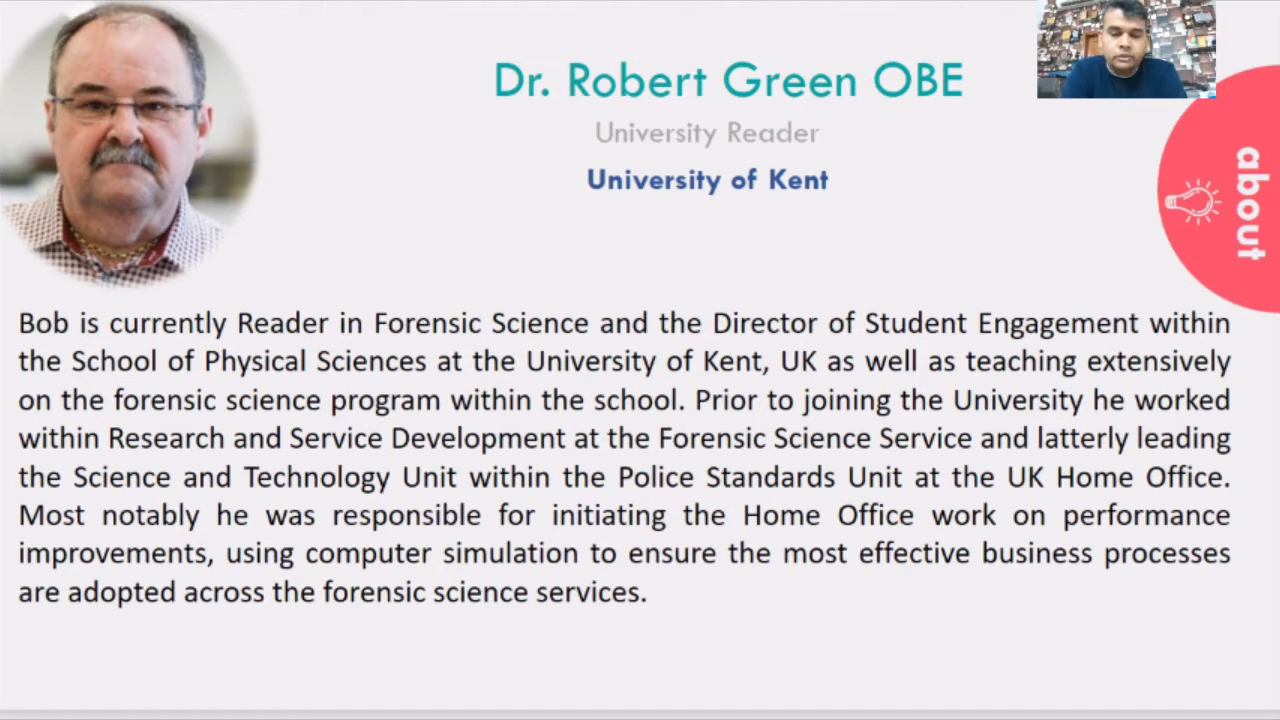 Dr. Robert Green OBE
University Reader
University of Kent
about
Bob is currently Reader in Forensic Science and the Director of Student Engagement within
the School of Physical Sciences at the University of Kent, UK as well as teaching extensively
on the forensic science program within the school. Prior to joining the University he worked
within Research and Service Development at the Forensic Science Service and latterly leading
the Science and Technology Unit within the Police Standards Unit at the UK Home Office.
Most notably he was responsible for initiating the Home Office work on performance
improvements, using computer simulation to ensure the most effective business processes
are adopted across the forensic science services.